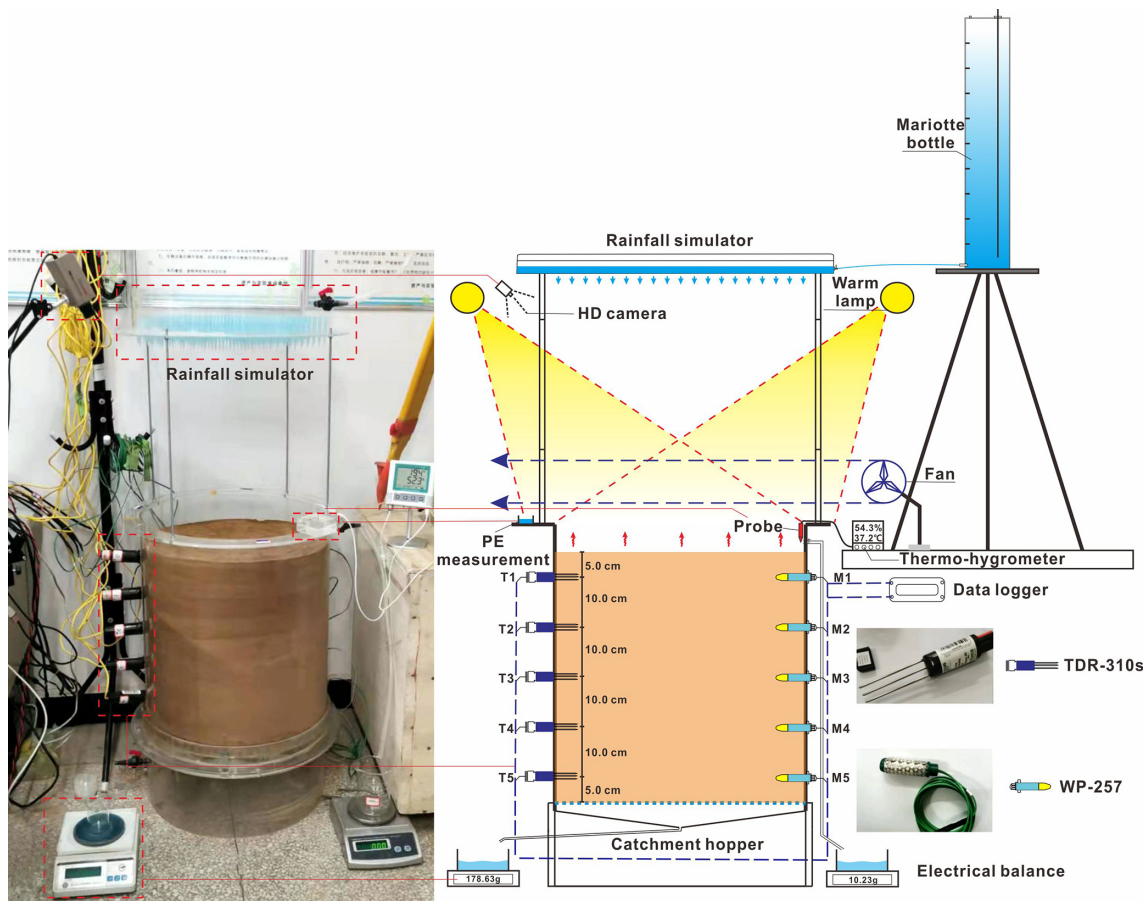 Mariotte
bottle
Rainfall simulator
Warm
lamp
HD camera
Rainfall simulator
Fan
Probe
54.3%
37.2℃
PE
measurement
Thermo-hygrometer
T1
5.0 cm
M1
10.0 cm
Data logger
T2
M2
10.0 cm
T3
M3
TDR-310s
10.0 cm
T4
M4
10.0 cm
T5
M5
5.0 cm
WP-257
Catchment hopper
178.63g
10.23g
Electrical balance